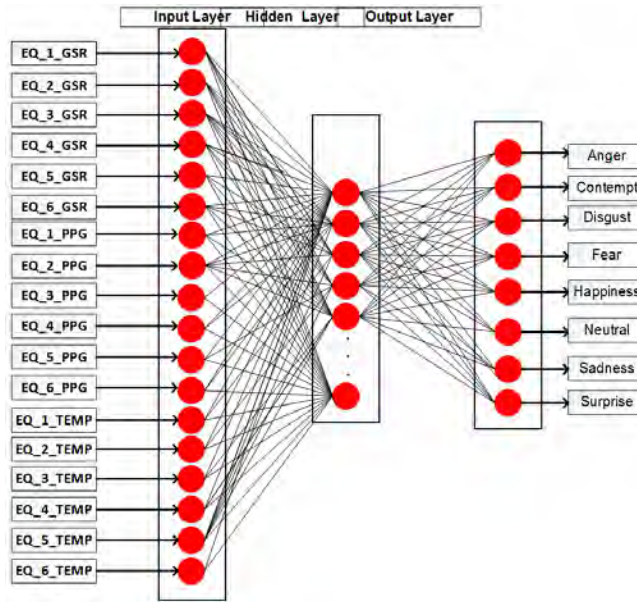 Input Layer Hidden Layer Output Layer
EQ_1_GSR
EQ_2_GSR
EQ_3_GSR
EQ_4_GSR
EQ_5_GSR
EQ_6_GSR
EQ_1_PPG
EQ_2_PPG
EQ_3_PPG
EQ_4_PPG
EQ_5_PPG
EQ_6_PPG
EQ_1_TEMP
EQ_2_TEMP
EQ_3_TEMP
EQ_4_TEMP
EQ_5_TEMP
EQ_6_TEMP
Anger
Contempt
Disgust
Fear
Happiness
Neutral
Sadness
Surprise